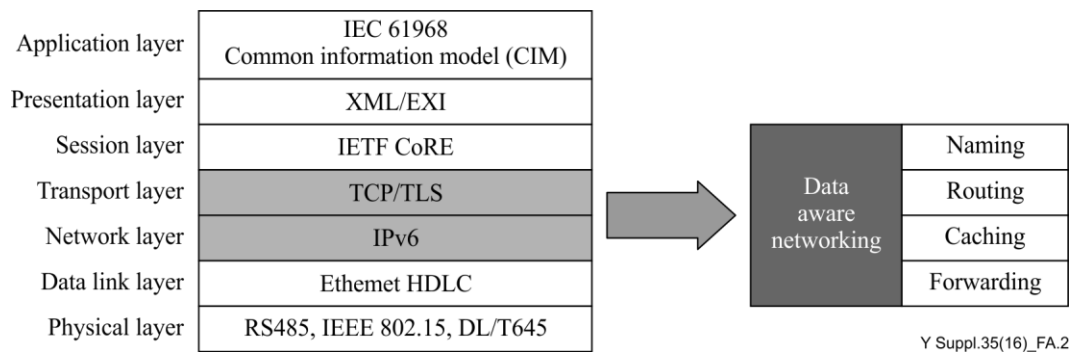 Application layer
IEC 61968
Common information model (CIM)
Presentation layer
XML/EXI
Session layer
IETF CoRE
Transport layer
TCP/TLS
Network layer
IPv6
Data link layer
Ethemet HDLC
Physical layer
RS485, IEEE 802.15, DL/T645
Data
aware
networking
Naming
Routing
Caching
Forwarding
Y Suppl.35(16)_FA.2